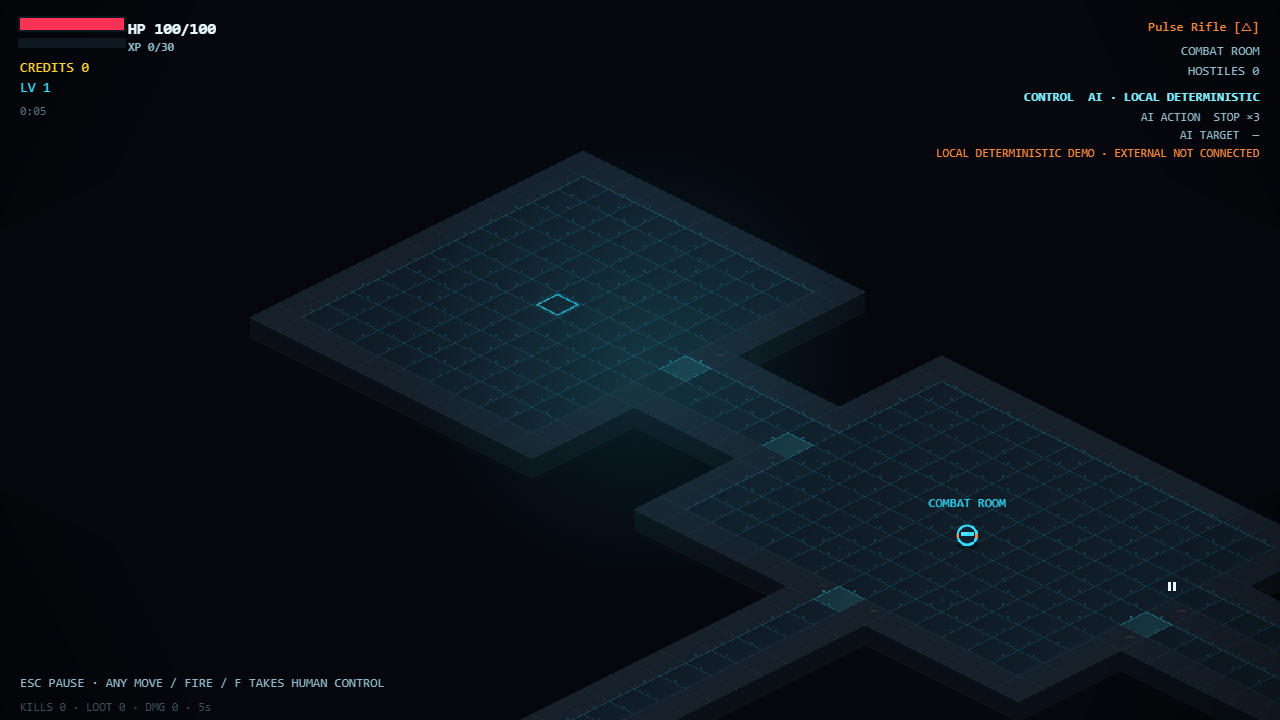 HP 100/100
XP 0/30
CREDITS 0
LV 1
0:05
Pulse Rifle [△]
COMBAT ROOM
HOSTILES 0
CONTROL  AI · LOCAL DETERMINISTIC
AI ACTION  STOP ×3
AI TARGET  —
LOCAL DETERMINISTIC DEMO · EXTERNAL NOT CONNECTED
COMBAT ROOM
ESC PAUSE · ANY MOVE / FIRE / F TAKES HUMAN CONTROL
KILLS 0 · LOOT 0 · DMG 0 · 5s